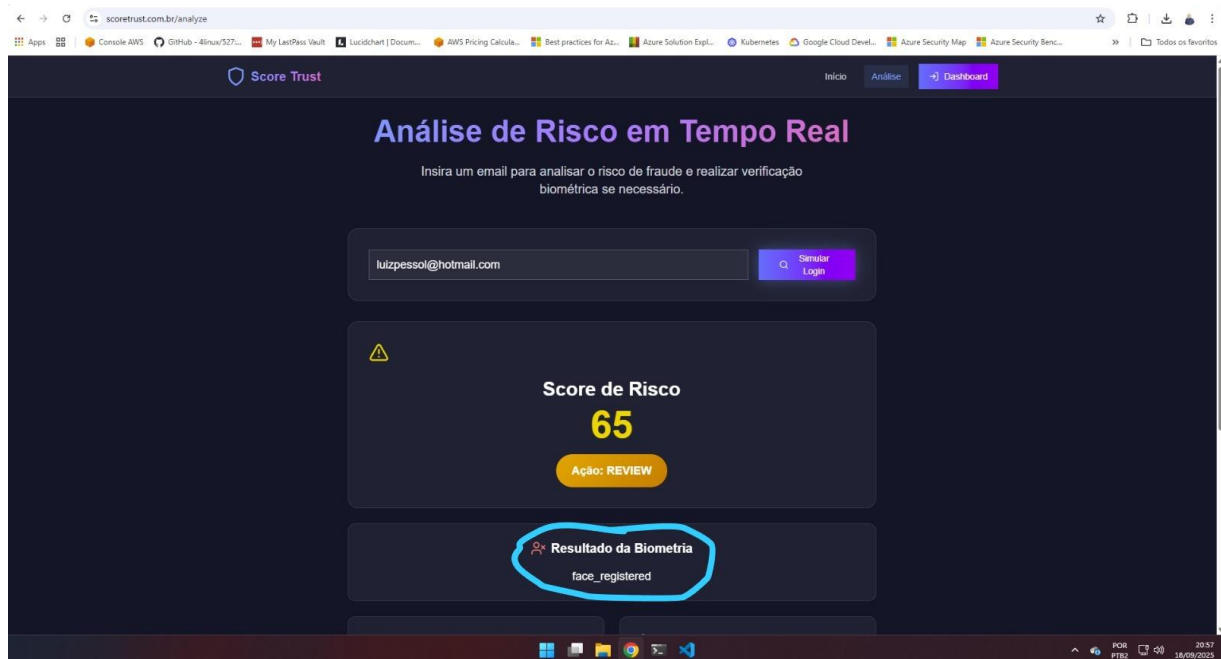 scoretrust.com.br/analyze
Apps
Console AWS
GitHub - 4linux/527:...
My LastPass Vault
Lucidchart | Docum...
AWS Pricing Calcula...
Best practices for Az...
Azure Solution Expl...
Kubernetes
Google Cloud Devel...
Azure Security Map
Azure Security Benc...
»
Todos os favoritos
Score Trust
Início
Análise
Dashboard
Análise de Risco em Tempo Real
Insira um email para analisar o risco de fraude e realizar verificação
biométrica se necessário.
luizpessol@hotmail.com
Simular
Login
Score de Risco
65
Ação: REVIEW
Resultado da Biometria
face_registered
POR
PTB2
20:57
18/09/2025